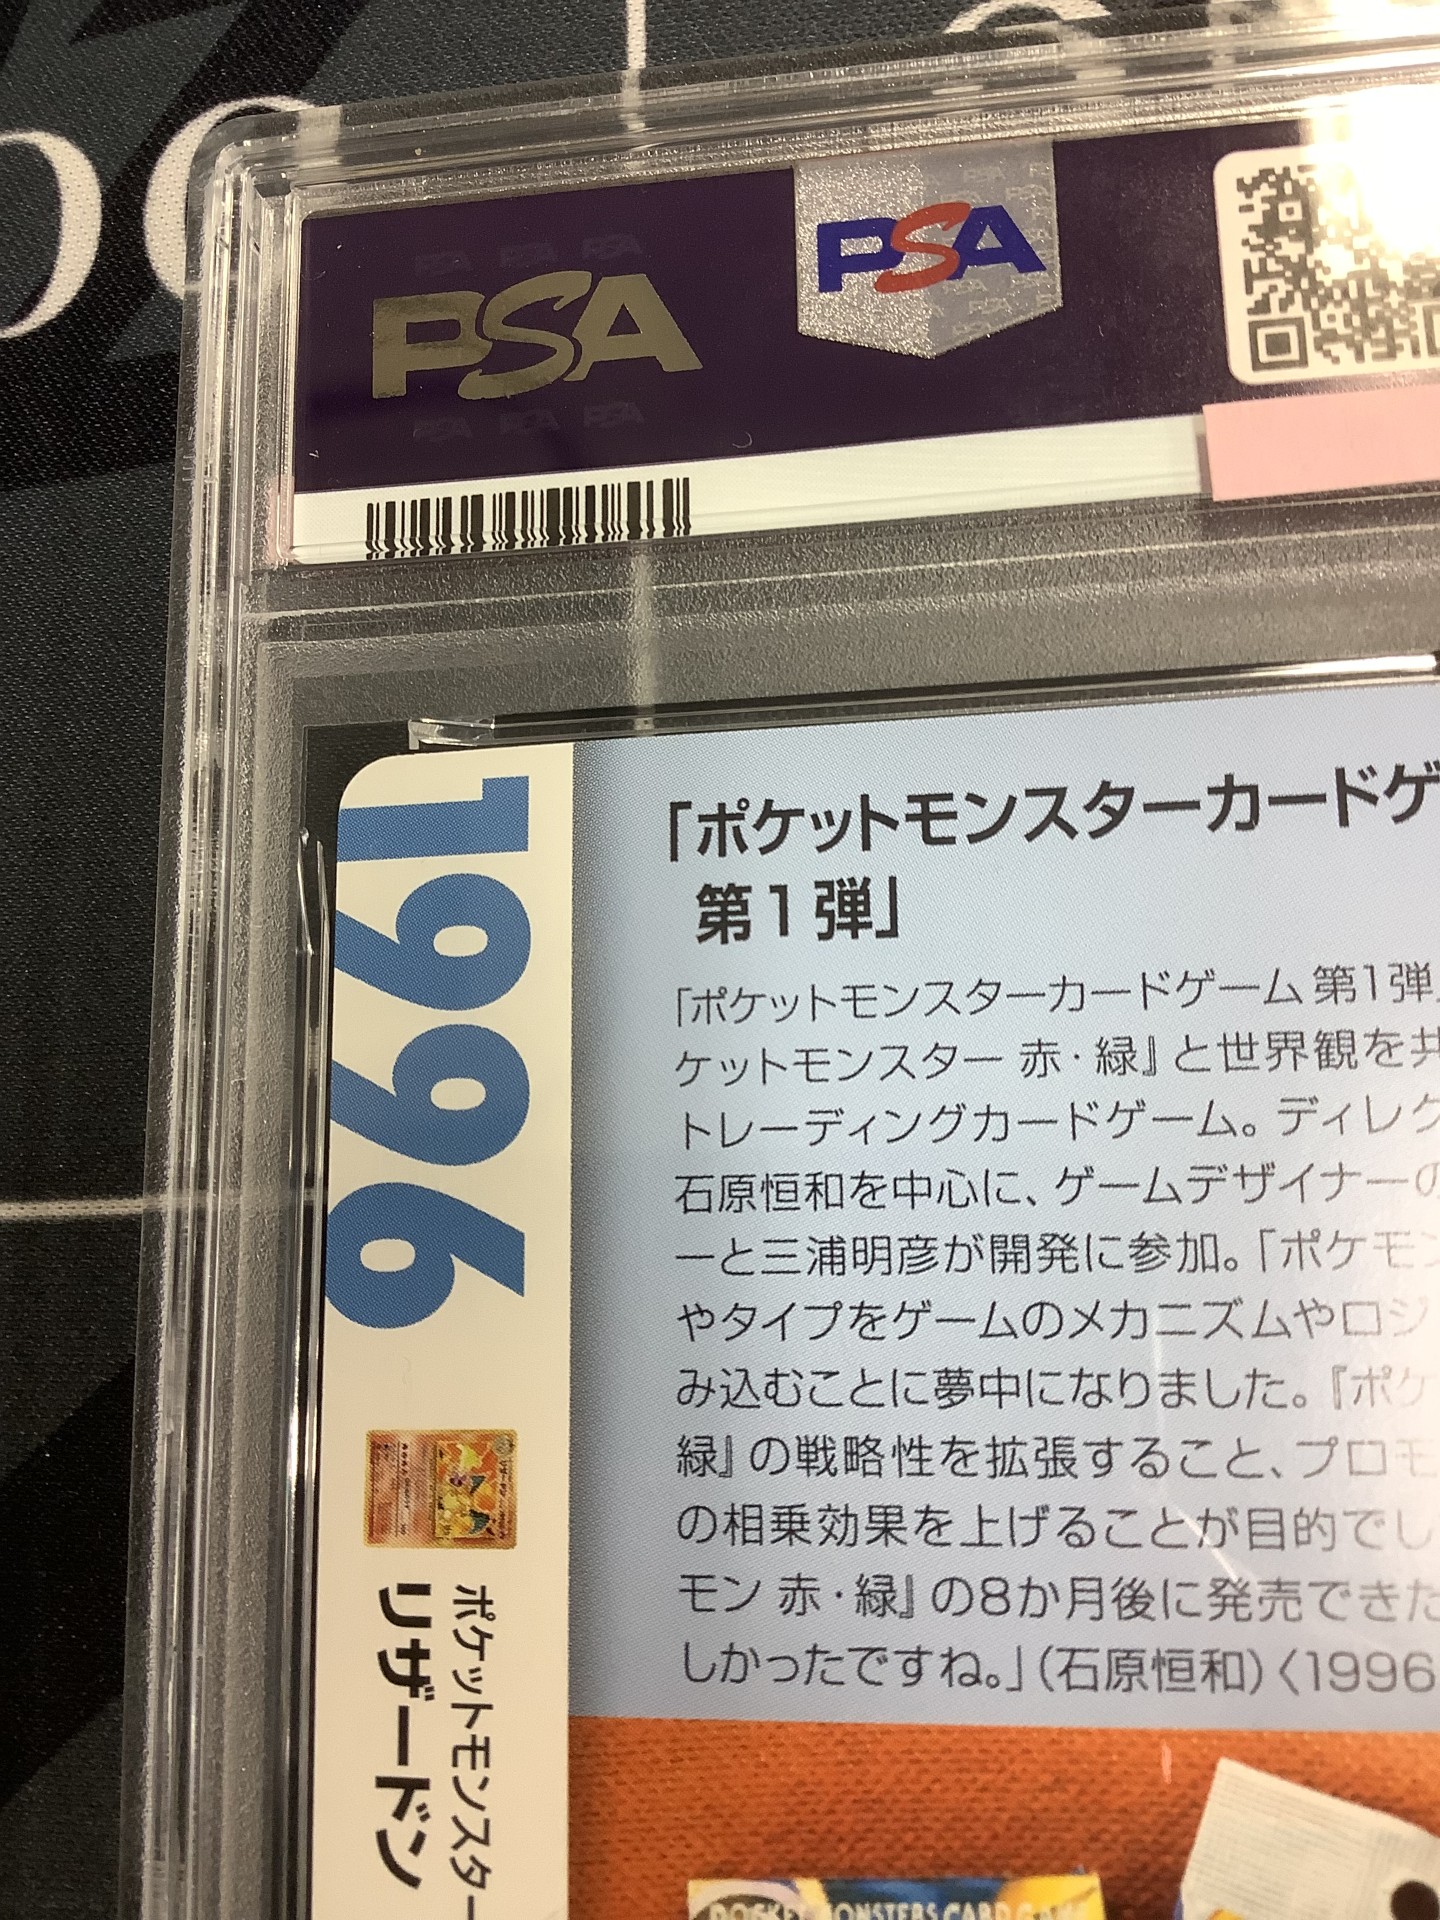 PSA
PSA
1996
「ポケットモンスターカードゲ
第1弾」
「ポケットモンスターカードゲーム 第1弾」
ケットモンスター 赤・緑』と世界観を共
トレーディングカードゲーム。ディレク
石原恒和を中心に、ゲームデザイナーの
ーと三浦明彦が開発に参加。「ポケモン
やタイプをゲームのメカニズムやロジ
み込むことに夢中になりました。『ポケ
緑』の戦略性を拡張すること、プロモ
の相乗効果を上げることが目的でし
モン 赤・緑』の8か月後に発売できた
しかったですね。」(石原恒和)〈1996
ポケットモンスター
リザードン
POCKET MONSTERS CARD GAME